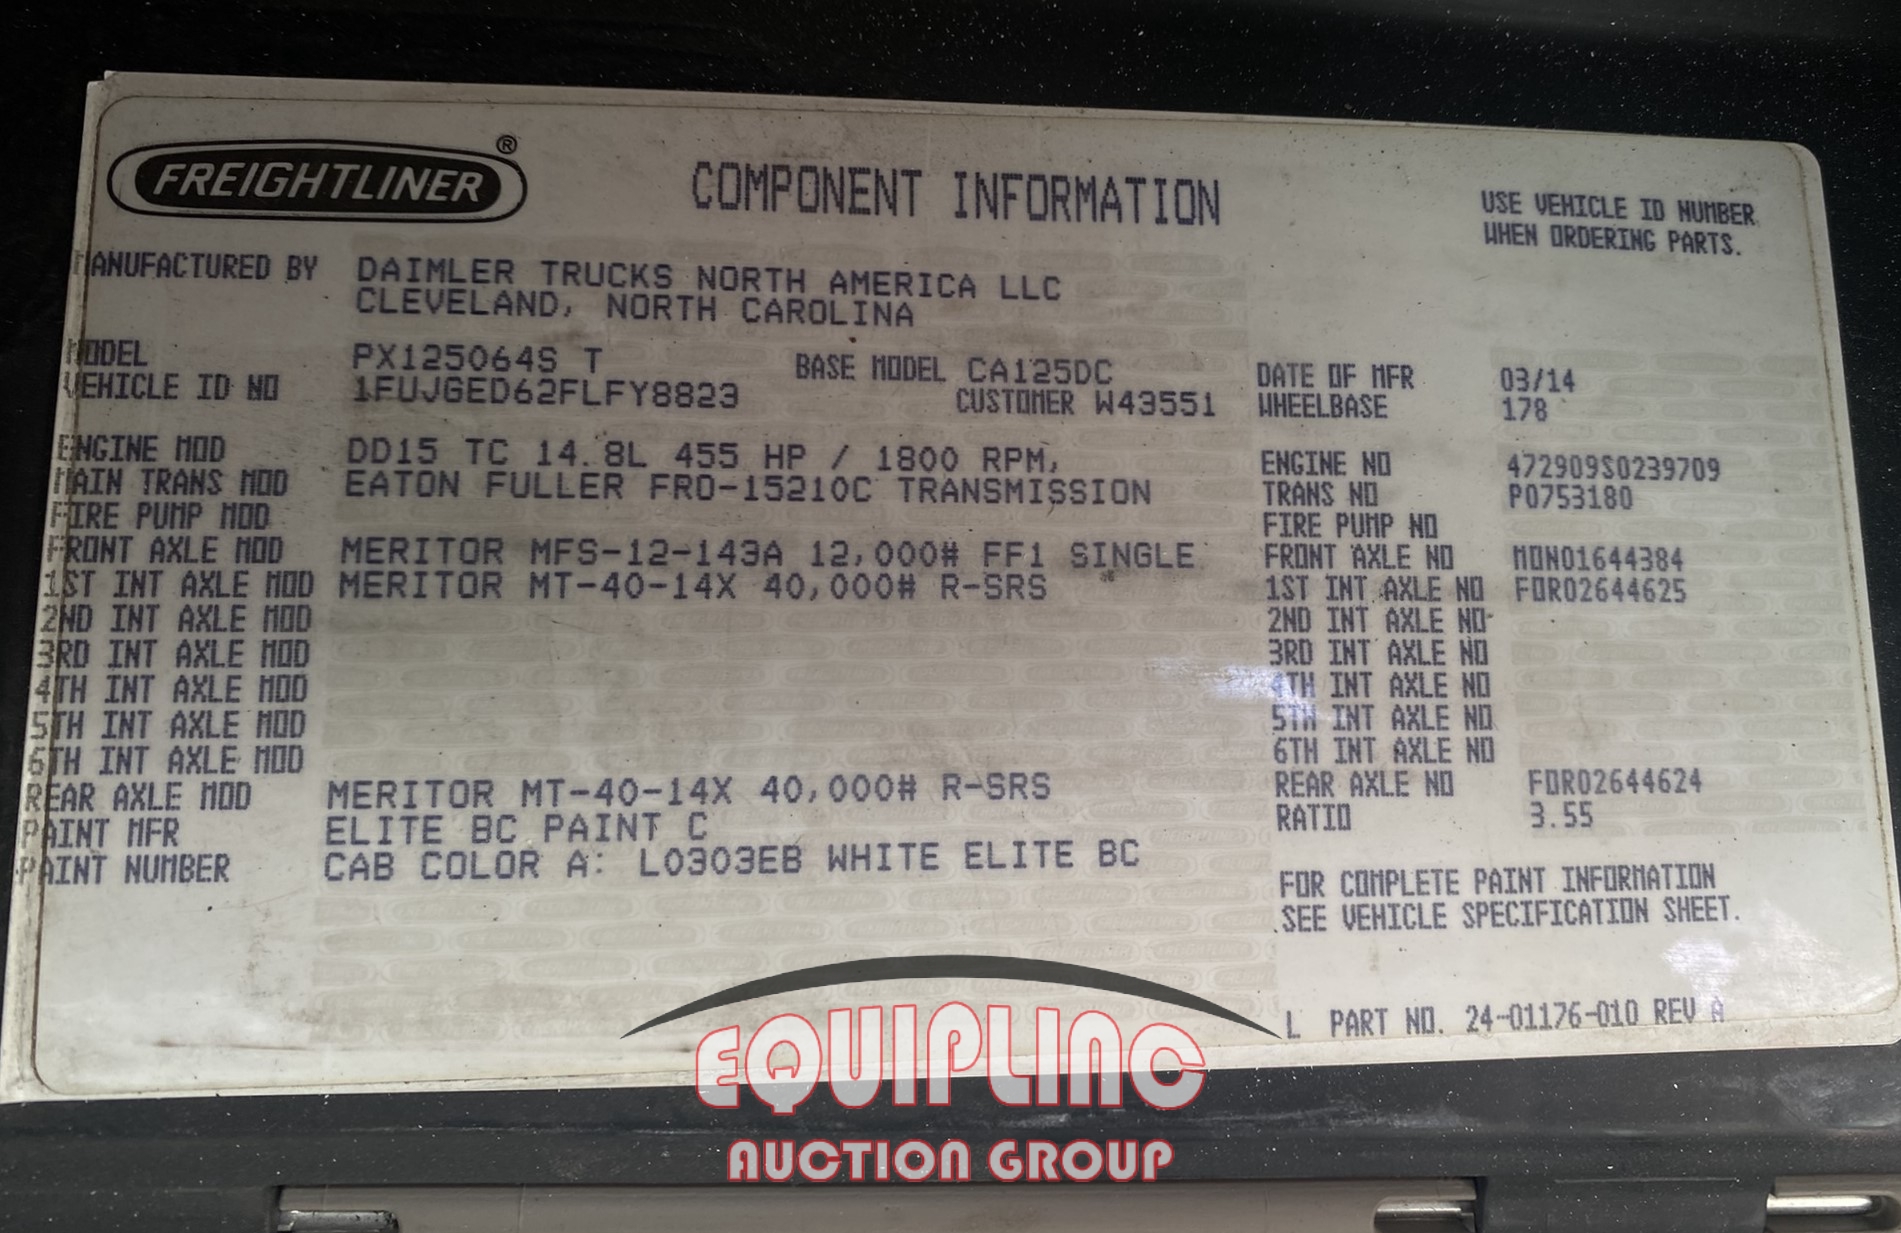 FREIGHTLINER®
COMPONENT INFORMATION
USE VEHICLE ID NUMBER
WHEN ORDERING PARTS.
MANUFACTURED BY DAIMLER TRUCKS NORTH AMERICA LLC
CLEVELAND, NORTH CAROLINA
MODEL PX125064S T BASE MODEL CA125DC DATE OF MFR 03/14
VEHICLE ID NO 1FUJGED62FLFY8823 CUSTOMER W43551 WHEELBASE 178
ENGINE MOD DD15 TC 14.8L 455 HP / 1800 RPM, ENGINE NO 472909S0239709
MAIN TRANS MOD EATON FULLER FRO-15210C TRANSMISSION TRANS NO P0753180
FIRE PUMP MOD FIRE PUMP NO
FRONT AXLE MOD MERITOR MFS-12-143A 12,000# FF1 SINGLE FRONT AXLE NO MON01644384
1ST INT AXLE MOD MERITOR MT-40-14X 40,000# R-SRS 1ST INT AXLE NO FOR02644625
2ND INT AXLE MOD 2ND INT AXLE NO
3RD INT AXLE MOD 3RD INT AXLE NO
4TH INT AXLE MOD 4TH INT AXLE NO
5TH INT AXLE MOD 5TH INT AXLE NO
6TH INT AXLE MOD 6TH INT AXLE NO
REAR AXLE MOD MERITOR MT-40-14X 40,000# R-SRS REAR AXLE NO FOR02644624
PAINT MFR ELITE BC PAINT C RATIO 3.55
PAINT NUMBER CAB COLOR A: L0303EB WHITE ELITE BC
FOR COMPLETE PAINT INFORMATION
SEE VEHICLE SPECIFICATION SHEET.
L PART NO. 24-01176-010 REV A
EQUIPLINC
AUCTION GROUP